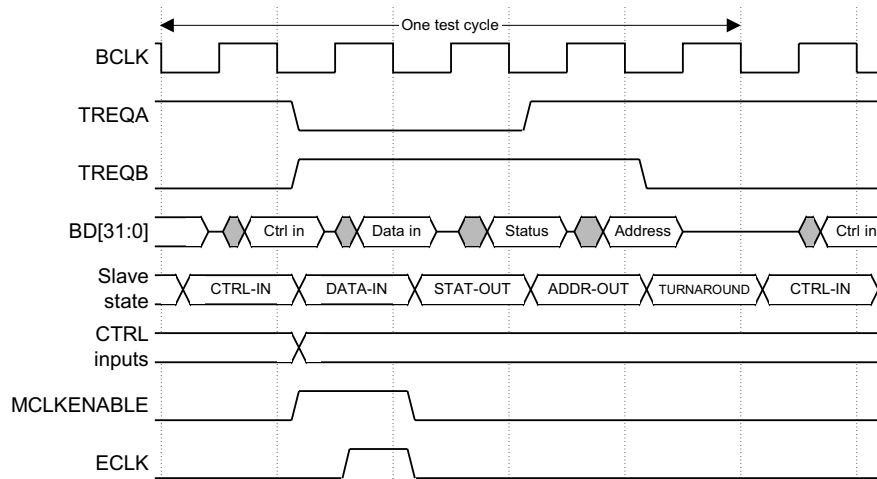 One test cycle
BCLK
TREQA
TREQB
BD[31:0] Ctrl in Data in Status Address Ctrl in
Slave state CTRL-IN DATA-IN STAT-OUT ADDR-OUT TURNAROUND CTRL-IN
CTRL inputs
MCLKENABLE
ECLK